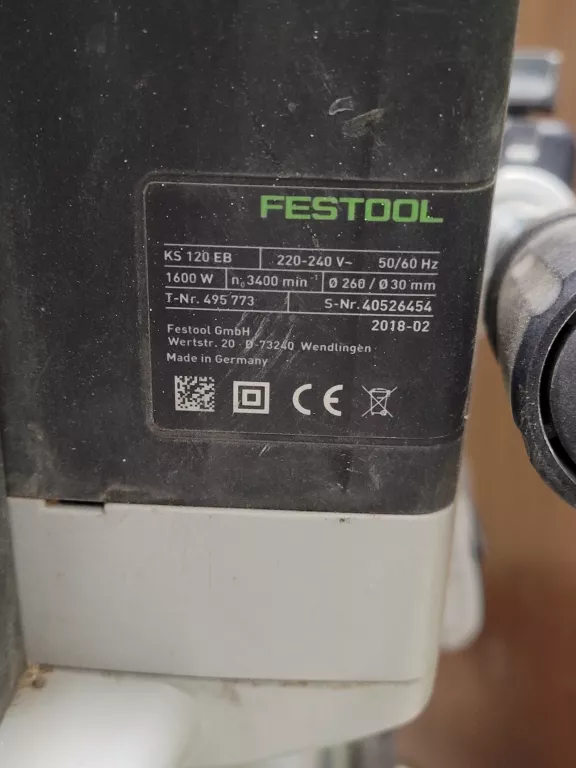 FESTOOL
KS 120 EB 220-240 V~ 50/60 Hz
1600 W n₀ 3400 min⁻¹ Ø 260 / Ø 30 mm
T-Nr. 495 773 S-Nr. 40526454
2018-02
Festool GmbH
Wertstr. 20 · D-73240 Wendlingen
Made in Germany
CE